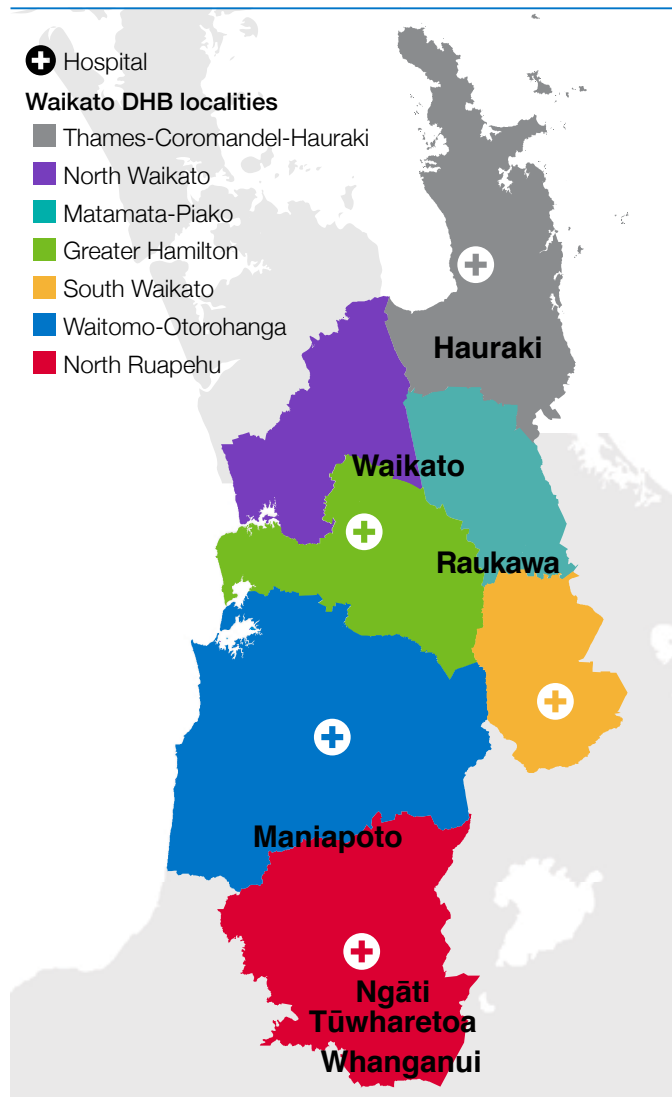 Hospital
Waikato DHB localities
Thames-Coromandel-Hauraki
North Waikato
Matamata-Piako
Greater Hamilton
South Waikato
Waitomo-Otorohanga
North Ruapehu
Hauraki
Waikato
Raukawa
Maniapoto
Ngāti
Tūwharetoa
Whanganui